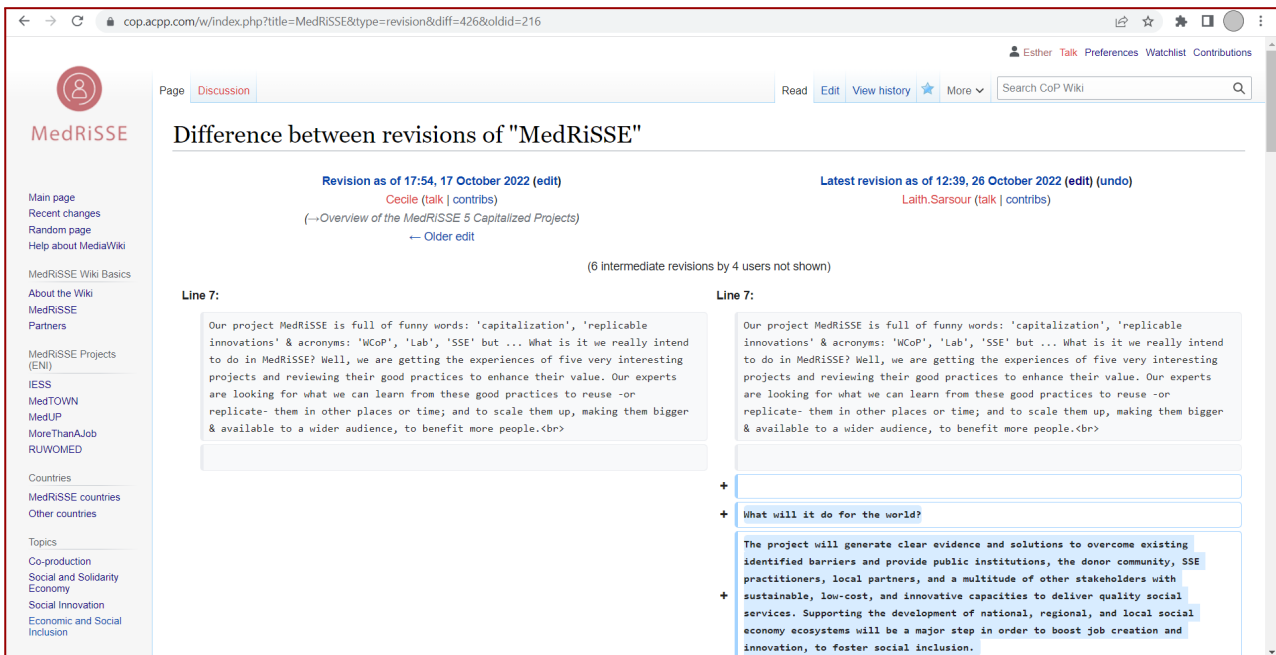 cop.acpp.com/w/index.php?title=MedRiSSE&type=revision&diff=426&oldid=216
Esther Talk Preferences Watchlist Contributions
MedRiSSE
Page Discussion
Read Edit View history More
Search CoP Wiki
Difference between revisions of "MedRiSSE"
Main page
Recent changes
Random page
Help about MediaWiki
MedRiSSE Wiki Basics
About the Wiki
MedRiSSE
Partners
MedRiSSE Projects
(ENI)
IESS
MedTOWN
MedUP
MoreThanAJob
RUWOMED
Countries
MedRiSSE countries
Other countries
Topics
Co-production
Social and Solidarity
Economy
Social Innovation
Economic and Social
Inclusion
Revision as of 17:54, 17 October 2022 (edit)
Cecile (talk | contribs)
(→Overview of the MedRiSSE 5 Capitalized Projects)
← Older edit
Latest revision as of 12:39, 26 October 2022 (edit) (undo)
Laith.Sarsour (talk | contribs)
(6 intermediate revisions by 4 users not shown)
Line 7:
Our project MedRiSSE is full of funny words: 'capitalization', 'replicable
innovations' & acronyms: 'WCoP', 'Lab', 'SSE' but ... What is it we really intend
to do in MedRiSSE? Well, we are getting the experiences of five very interesting
projects and reviewing their good practices to enhance their value. Our experts
are looking for what we can learn from these good practices to reuse -or
replicate- them in other places or time; and to scale them up, making them bigger
& available to a wider audience, to benefit more people.<br>
Line 7:
Our project MedRiSSE is full of funny words: 'capitalization', 'replicable
innovations' & acronyms: 'WCoP', 'Lab', 'SSE' but ... What is it we really intend
to do in MedRiSSE? Well, we are getting the experiences of five very interesting
projects and reviewing their good practices to enhance their value. Our experts
are looking for what we can learn from these good practices to reuse -or
replicate- them in other places or time; and to scale them up, making them bigger
& available to a wider audience, to benefit more people.<br>
+
+ What will it do for the world?
The project will generate clear evidence and solutions to overcome existing
identified barriers and provide public institutions, the donor community, SSE
practitioners, local partners, and a multitude of other stakeholders with
+ sustainable, low-cost, and innovative capacities to deliver quality social
services. Supporting the development of national, regional, and local social
economy ecosystems will be a major step in order to boost job creation and
innovation, to foster social inclusion.